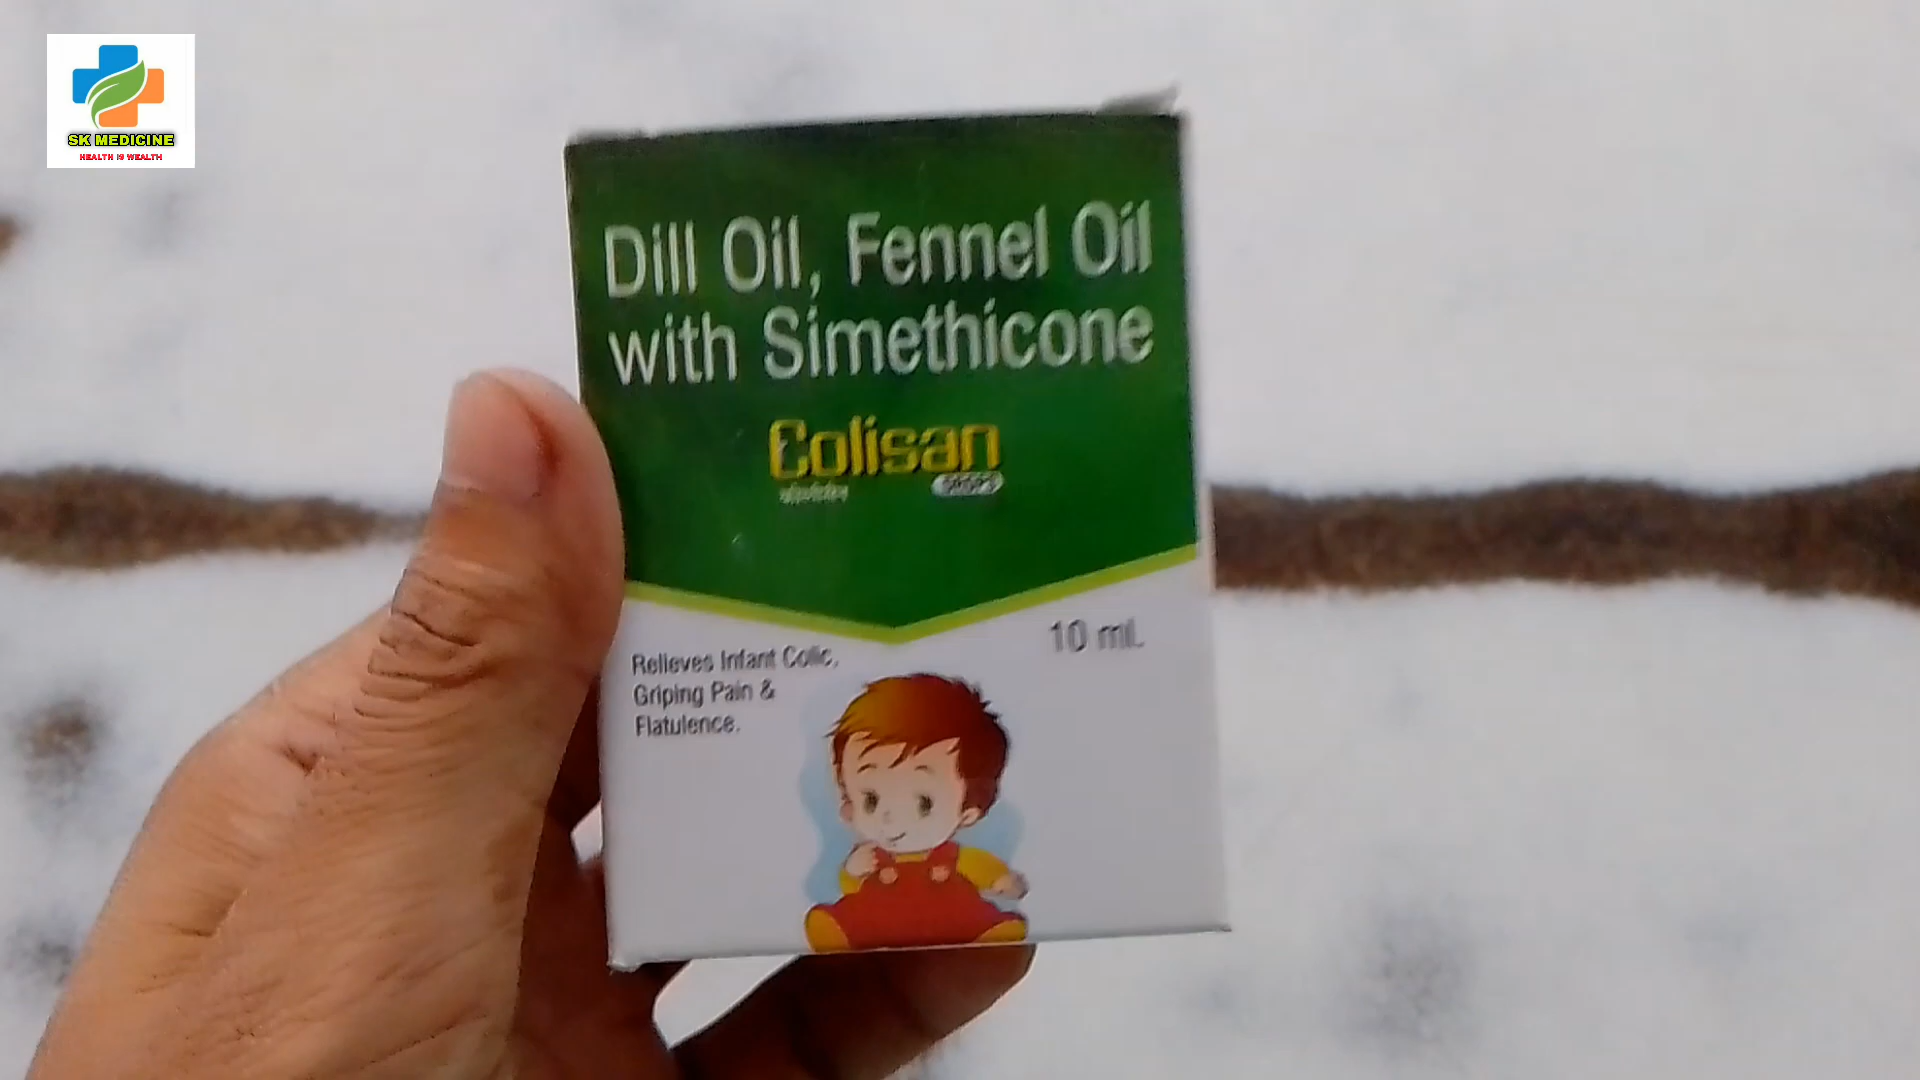 SK MEDICINE
HEALTH IS WEALTH
Dill Oil, Fennel Oil
with Simethicone
Colisan
DROPS
10 ml.
Relieves Infant Colic,
Griping Pain &
Flatulence.